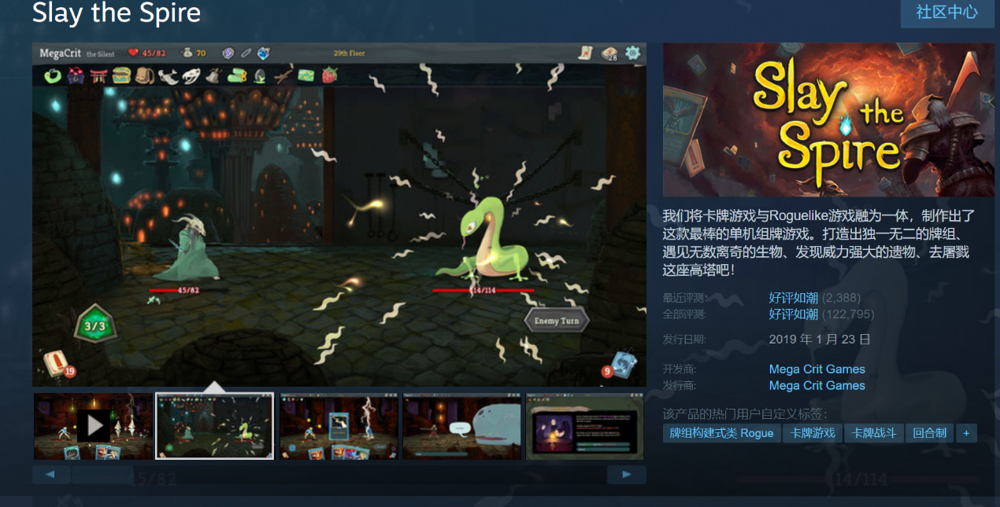 Slay the Spire
社区中心
MegaCrit the Silent 45/82 70 29th Floor 28
45/82
114/114
3/3
Enemy Turn
19
9
45/82
114/114
Slay the Spire
我们将卡牌游戏与Roguelike游戏融为一体，制作出了
这款最棒的单机组牌游戏。打造出独一无二的牌组、
遇见无数离奇的生物、发现威力强大的遗物、去屠戮
这座高塔吧！
最近评测: 好评如潮 (2,388)
全部评测: 好评如潮 (122,795)
发行日期: 2019 年 1 月 23 日
开发商: Mega Crit Games
发行商: Mega Crit Games
该产品的热门用户自定义标签：
牌组构建式类 Rogue 卡牌游戏 卡牌战斗 回合制 +